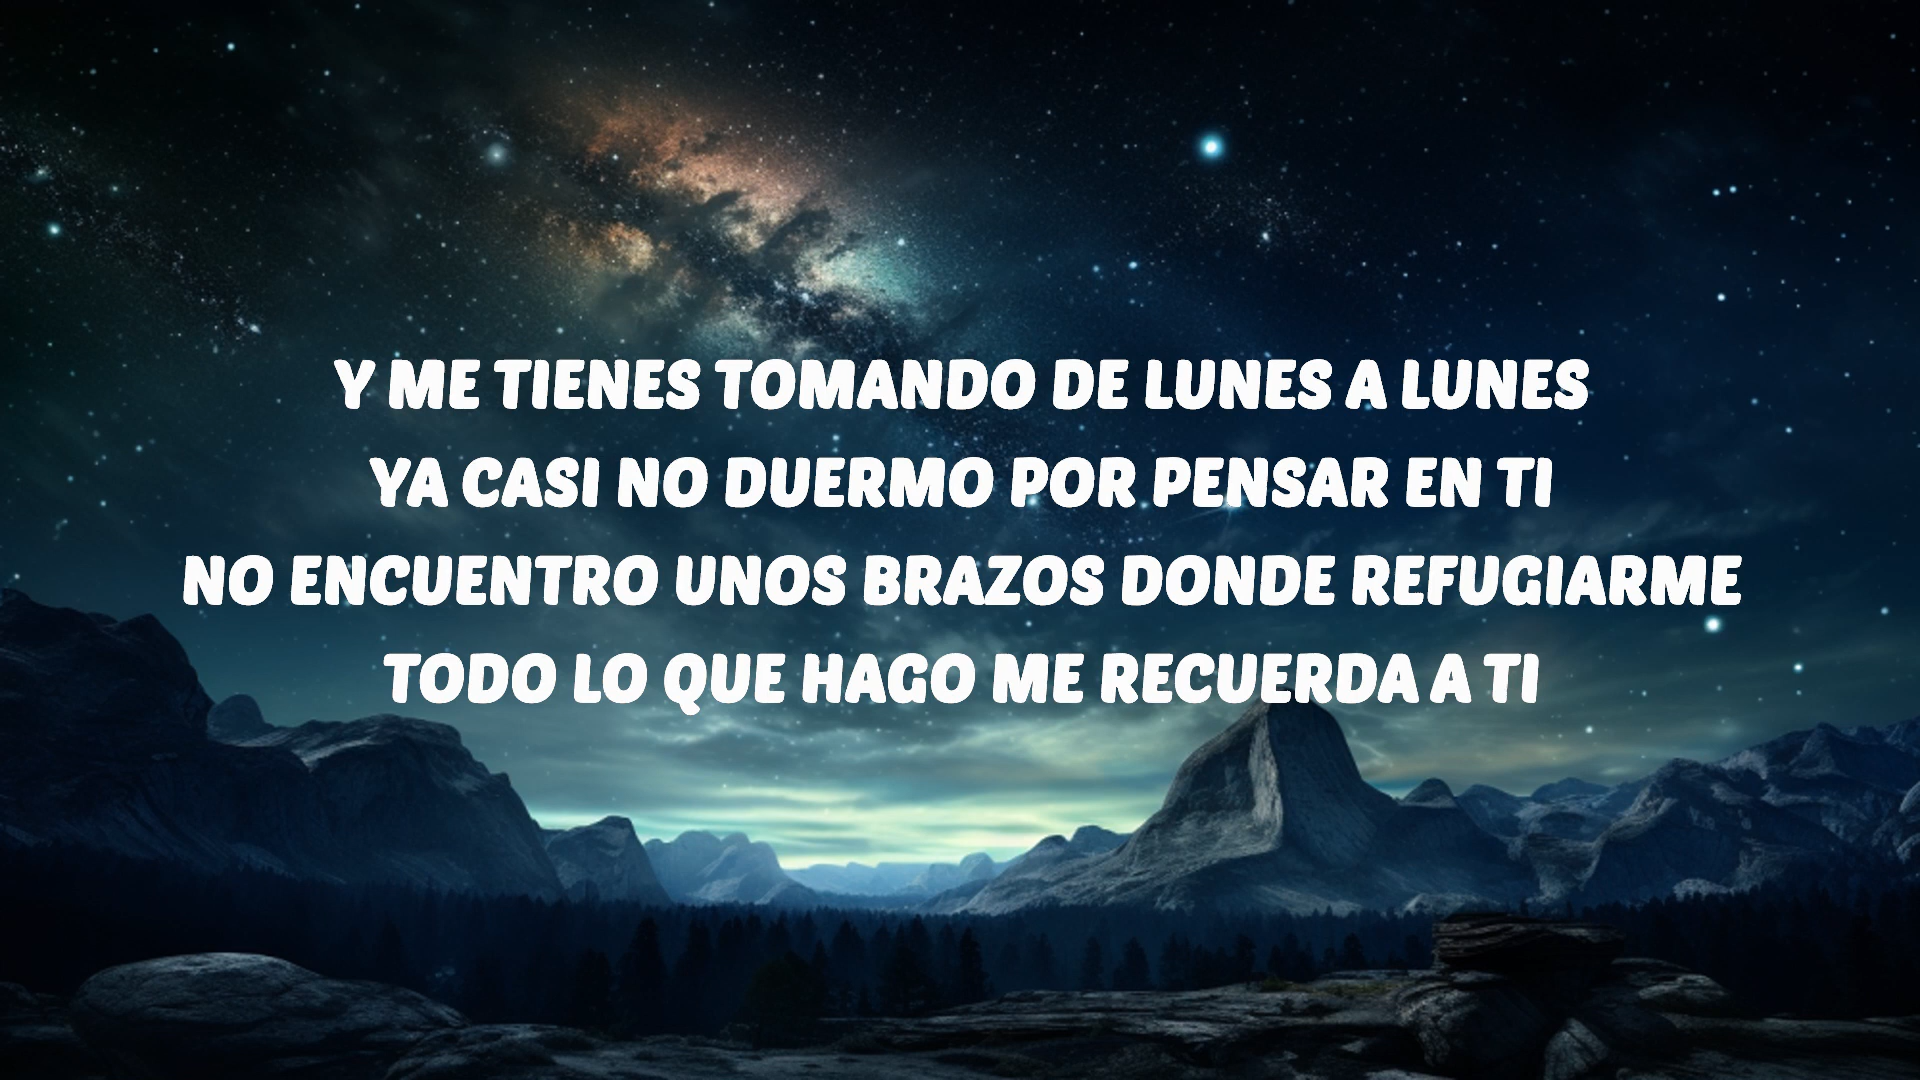 Y ME TIENES TOMANDO DE LUNES A LUNES
YA CASI NO DUERMO POR PENSAR EN TI
NO ENCUENTRO UNOS BRAZOS DONDE REFUGIARME
TODO LO QUE HAGO ME RECUERDA A TI